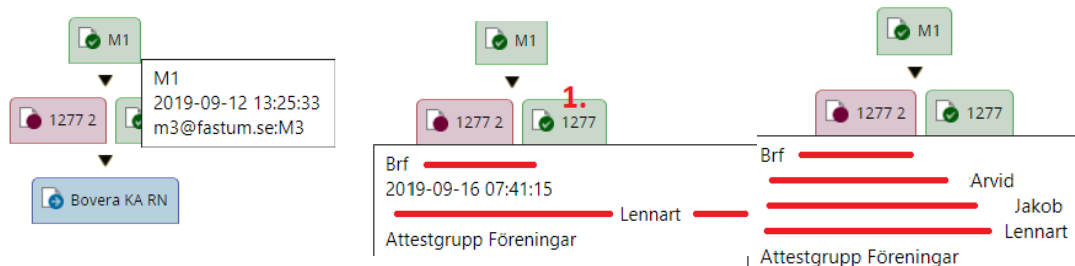 M1
M1
2019-09-12 13:25:33
m3@fastum.se:M3
1277 2
Bovera KA RN
M1
1.
1277 2
1277
Brf
2019-09-16 07:41:15
Lennart
Attestgrupp Föreningar
M1
1277 2
1277
Brf
Arvid
Jakob
Lennart
Attestgrupp Föreningar